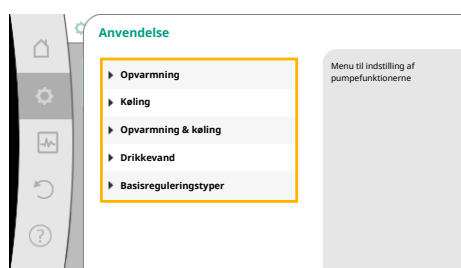 Anvendelse
Opvarmning
Køling
Opvarmning & køling
Drikkevand
Basisreguleringstyper
Menu til indstilling af
pumpefunktionerne